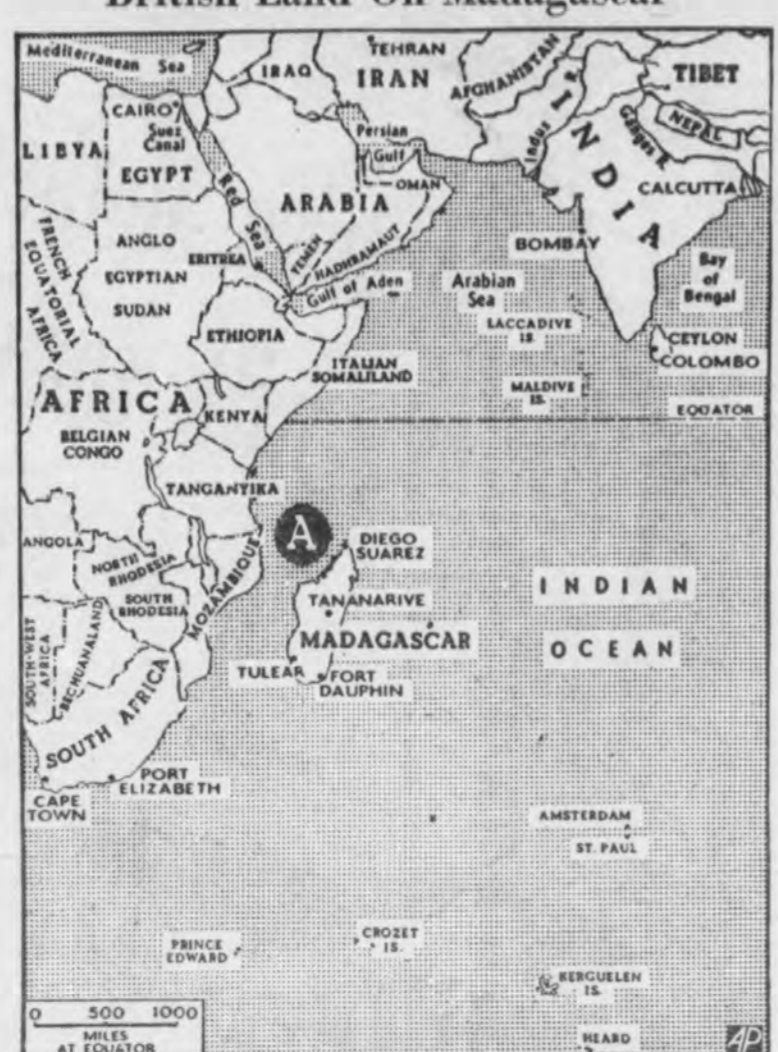 British Land On Madagascar
Mediterranean Sea
TEHRAN
IRAQ
IRAN
AFGHANISTAN
TIBET
CAIRO
Suez
Canal
Persian
Gulf
Indus R.
Ganges R.
NEPAL
LIBYA
EGYPT
Red Sea
ARABIA
OMAN
INDIA
CALCUTTA
FRENCH
EQUATORIAL
AFRICA
ANGLO
EGYPTIAN
SUDAN
ERITREA
YEMEN
HADHRAMAUT
Gulf of Aden
Arabian
Sea
BOMBAY
Bay
of
Bengal
LACCADIVE
IS.
ETHIOPIA
ITALIAN
SOMALILAND
CEYLON
COLOMBO
MALDIVE
IS.
AFRICA
KENYA
EQUATOR
BELGIAN
CONGO
TANGANYIKA
A
ANGOLA
NORTH
RHODESIA
SOUTH
RHODESIA
MOZAMBIQUE
DIEGO
SUAREZ
TANANARIVE
MADAGASCAR
INDIAN
OCEAN
SOUTH-WEST
AFRICA
BECHUANALAND
TULEAR
FORT
DAUPHIN
SOUTH AFRICA
PORT
ELIZABETH
CAPE
TOWN
AMSTERDAM
ST. PAUL
PRINCE
EDWARD
CROZET
IS.
KERGUELEN
IS.
HEARD
0 500 1000
MILES
AT EQUATOR
AP